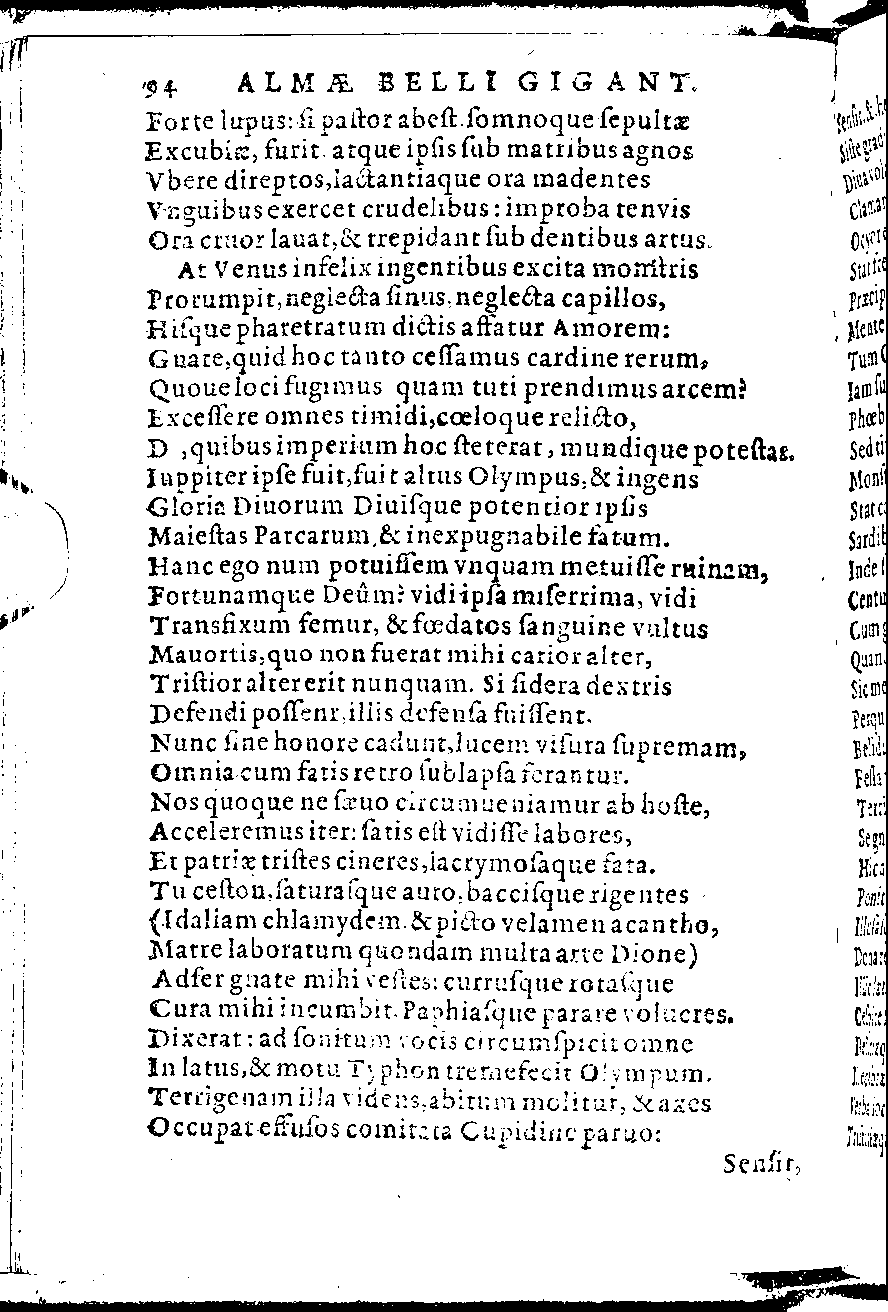 94 ALMÆ BELLI GIGANT.
Forte lupus: ſi paſtor abeſt. ſomnoque ſepultæ
Excubiæ, furit. atque ipſis ſub matribus agnos
Vbere direptos, lactantiaque ora madentes
Vnguibus exercet crudelibus: improba tenvis
Ora cruor lauat, & trepidant ſub dentibus artus.
At Venus infelix ingentibus excita monſtris
Prorumpit, neglecta ſinus, neglecta capillos,
Hiſque pharetratum dictis affatur Amorem:
Gnate, quid hoc tanto ceſſamus cardine rerum,
Quoue loci fugimus quam tuti prendimus arcem?
Exceſſere omnes timidi, cœloque relicto,
D , quibus imperium hoc ſteterat, mundique poteſtas.
Iuppiter ipſe fuit, fuit altus Olympus, & ingens
Gloria Diuorum Diuiſque potentior ipſis
Maieſtas Parcarum, & inexpugnabile fatum.
Hanc ego num potuiſſem vnquam metuiſſe ruinam,
Fortunamque Deûm? vidi ipſa miſerrima, vidi
Transfixum femur, & fœdatos ſanguine vultus
Mauortis, quo non fuerat mihi carior alter,
Triſtior alter erit nunquam. Si ſidera dextris
Defendi poſſent, illis defenſa fuiſſent.
Nunc ſine honore cadunt, lucem viſura ſupremam,
Omnia cum fatis retro ſublapſa ferantur.
Nos quoque ne ſæuo circumueniamur ab hoſte,
Acceleremus iter: ſatis eſt vidiſſe labores,
Et patriæ triſtes cineres, lacrymoſaque fata.
Tu ceſton, ſaturaſque auro, bacciſque rigentes
(Idaliam chlamydem. & picto velamen acantho,
Matre laboratum quondam multa arte Dione)
Adfer gnate mihi veſtes: curruſque rotaſque
Cura mihi incumbit. Paphiaſque parare volucres.
Dixerat: ad ſonitum vocis circumſpicit omne
In latus, & motu Typhon tremefecit Olympum.
Terrigenam illa videns, abitum molitur, & axes
Occupat effuſos comitata Cupidine paruo:
Senſit,